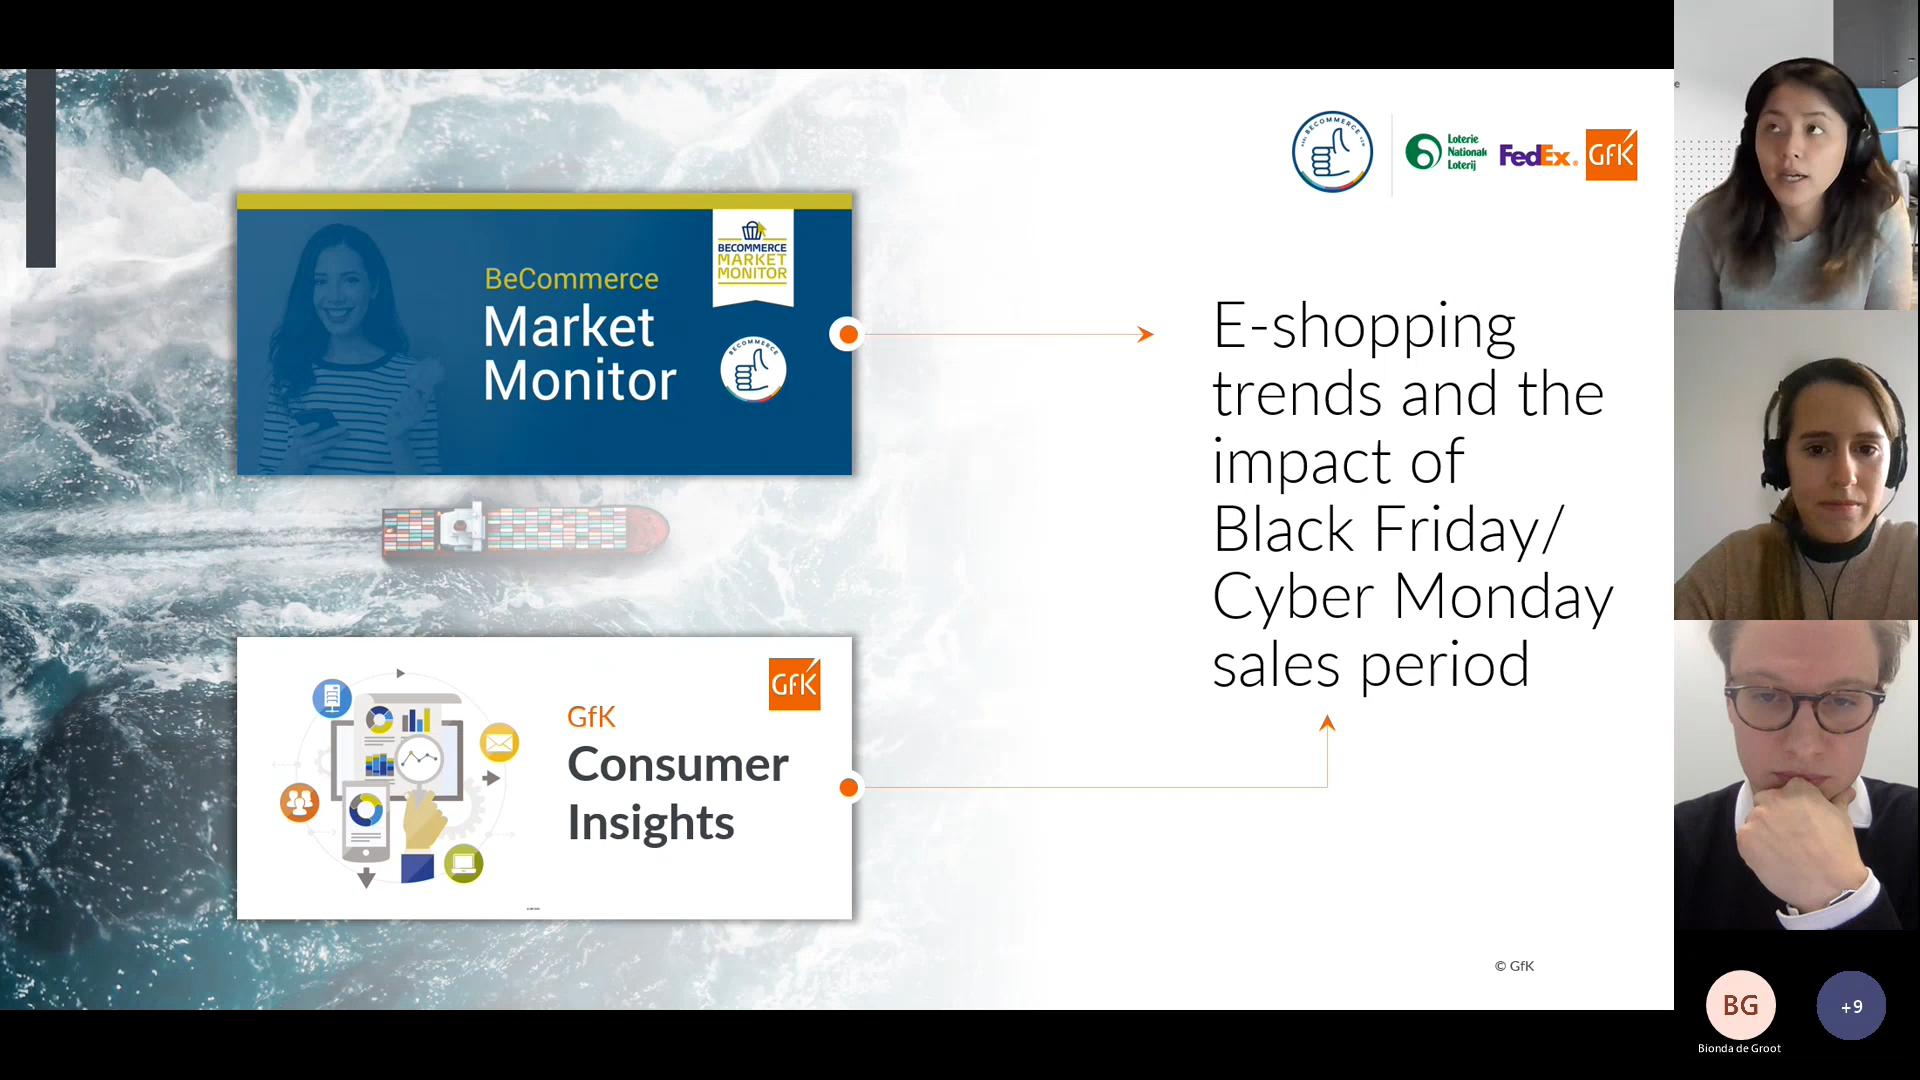 BECOMMERCE
Loterie
Nationale
Loterij
FedEx.
GfK
BeCommerce
Market
Monitor
BECOMMERCE
MARKET
MONITOR
BECOMMERCE
E-shopping
trends and the
impact of
Black Friday/
Cyber Monday
sales period
GfK
GfK
Consumer
Insights
© GfK
BG
Bionda de Groot
+9